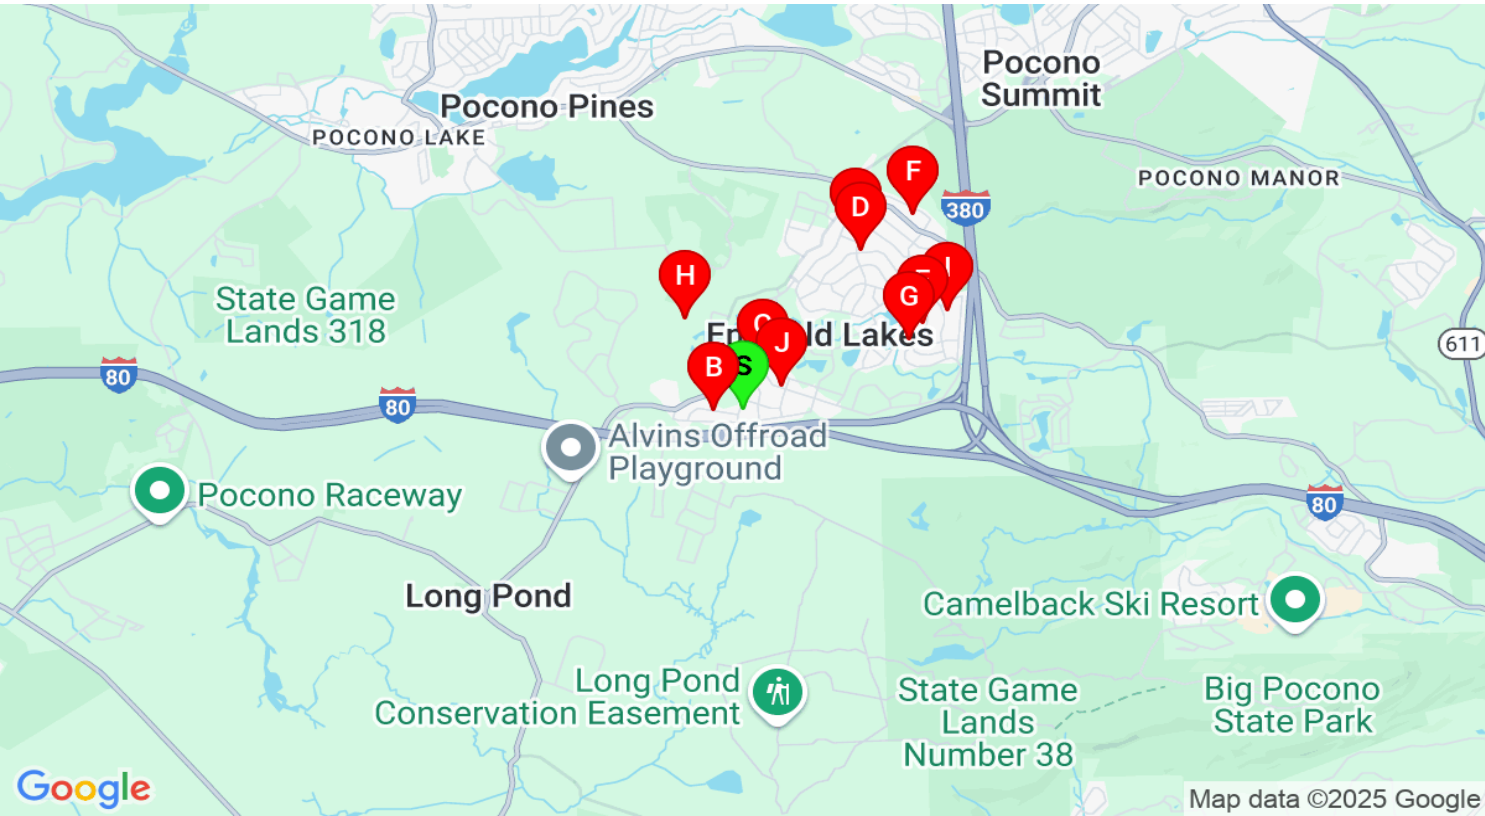 Pocono
Summit
Pocono Pines
POCONO LAKE
POCONO MANOR
F
D
380
H
I
G
State Game
Lands 318
C
J
B
S
Lakes
611
80
80
Alvins Offroad
Playground
Pocono Raceway
80
Long Pond
Camelback Ski Resort
Long Pond
Conservation Easement
State Game
Lands
Number 38
Big Pocono
State Park
Google
Map data ©2025 Google